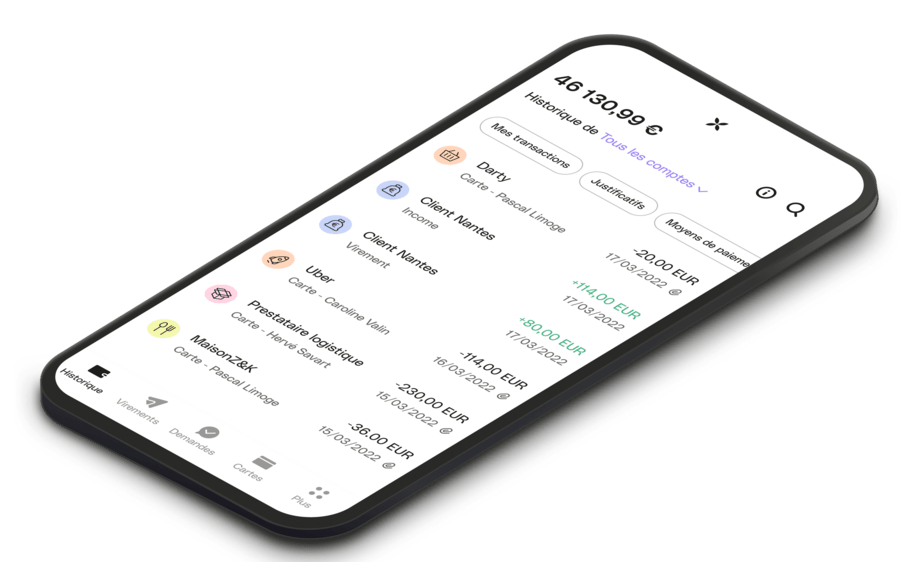 46 130,99 €
Historique de Tous les comptes
Mes transactions
Justificatifs
Moyens de paieme
Darty
Carte - Pascal Limoge
-20,00 EUR
17/03/2022
Client Nantes
Income
+114,00 EUR
17/03/2022
Client Nantes
Virement
+80,00 EUR
17/03/2022
Uber
Carte - Caroline Valin
-114,00 EUR
16/03/2022
Prestataire logistique
Carte - Hervé Savart
-230,00 EUR
15/03/2022
MaisonZ&K
Carte - Pascal Limoge
-36,00 EUR
15/03/2022
Historique
Virements
Demandes
Cartes
Plus